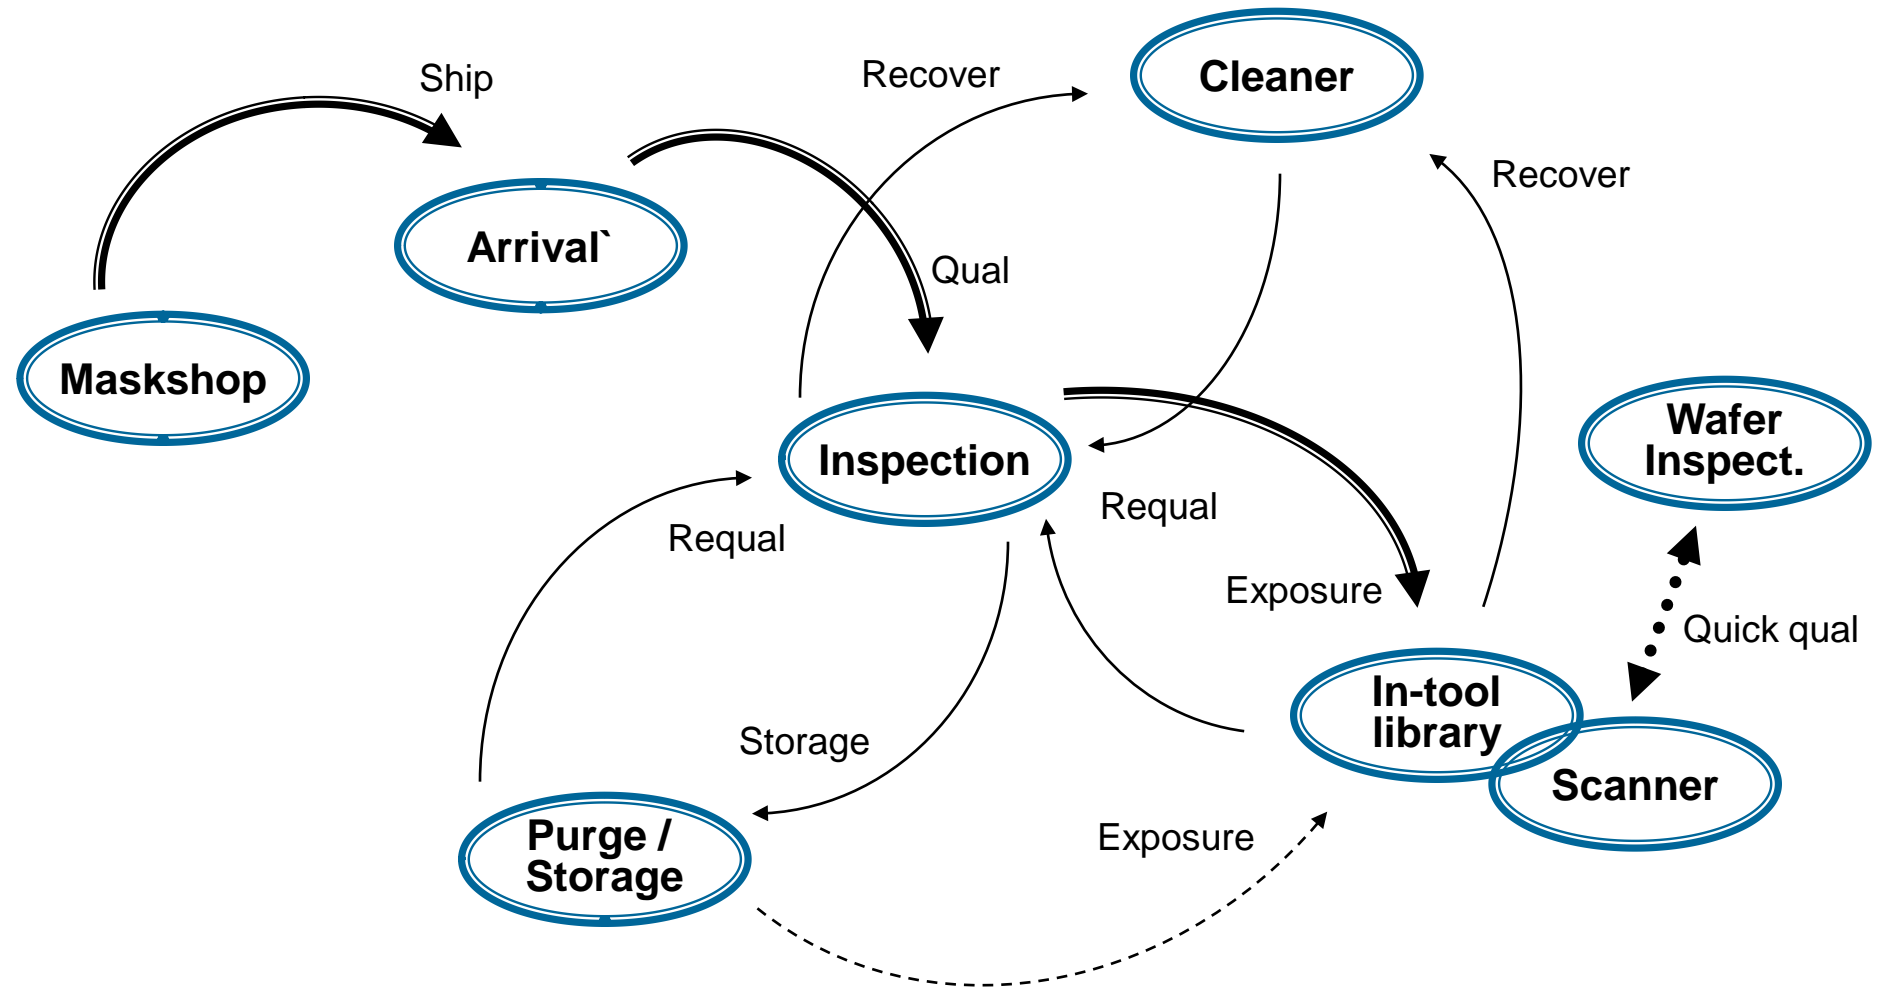 Ship
Recover
Cleaner
Recover
Arrival`
Qual
Maskshop
Inspection
Wafer
Inspect.
Requal
Requal
Exposure
Quick qual
In-tool
library
Storage
Scanner
Purge /
Storage
Exposure